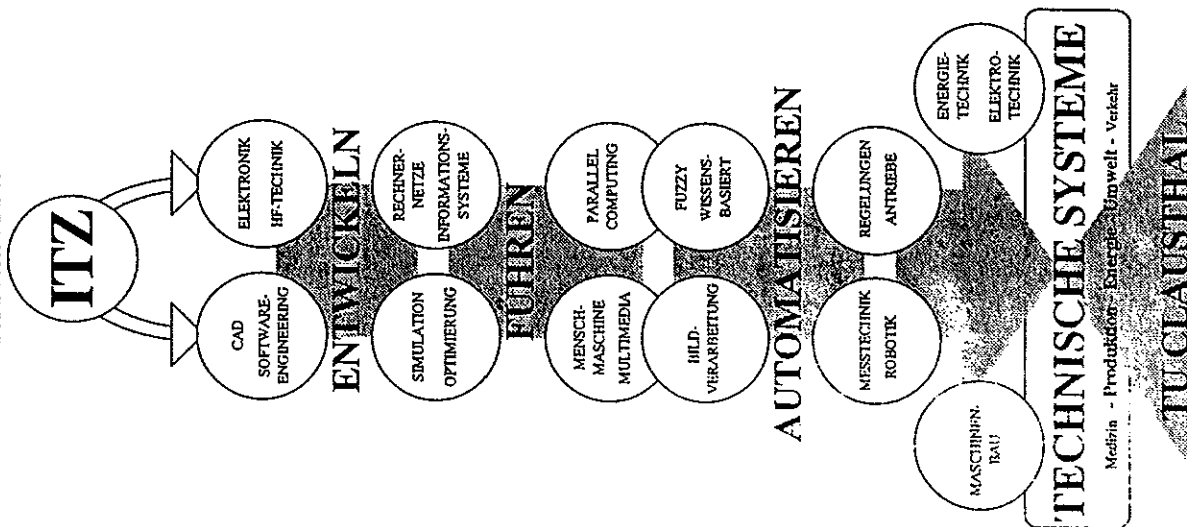 ITZ
CAD
SOFTWARE-
ENGINEERING
ELEKTRONIK
HF-TECHNIK
ENTWICKELN
SIMULATION
OPTIMIERUNG
RECHNER-
NETZE
INFORMATIONS-
SYSTEME
FÜHREN
MENSCH-
MASCHINE
MULTIMEDIA
PARALLEL
COMPUTING
BILD-
VERARBEITUNG
FUZZY
WISSENS-
BASIERT
AUTOMATISIEREN
MESSTECHNIK
ROBOTIK
REGELUNGEN
ANTRIEBE
MASCHINEN-
BAU
ENERGIE-
TECHNIK
ELEKTRO-
TECHNIK
TECHNISCHE SYSTEME
Medizin - Produktion - Energie - Umwelt - Verkehr
TU CLAUSTHAL